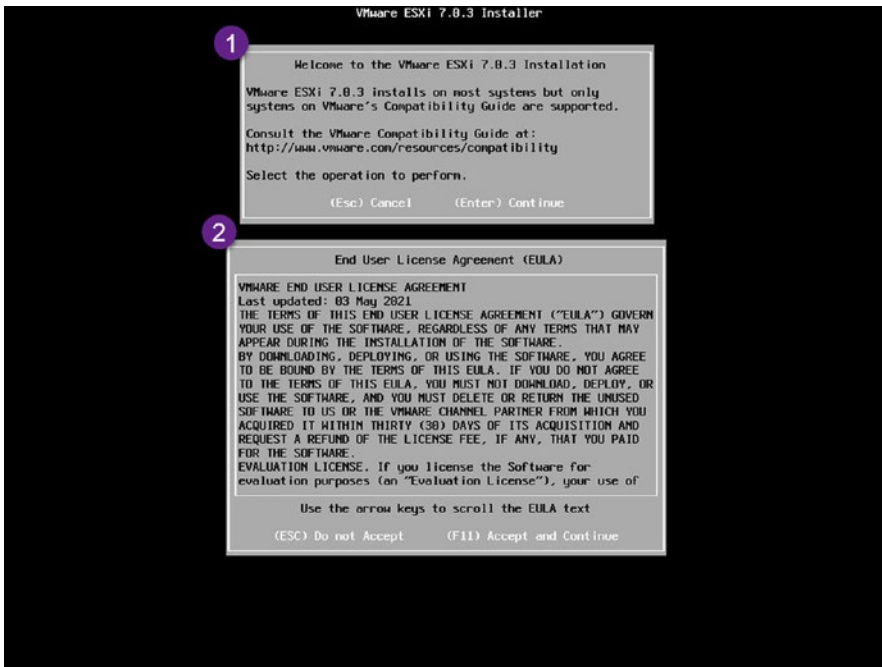 VMware ESXi 7.0.3 Installer
1
Welcome to the VMware ESXi 7.0.3 Installation
VMware ESXi 7.0.3 installs on most systems but only
systems on VMware's Compatibility Guide are supported.
Consult the VMware Compatibility Guide at:
http://www.vmware.com/resources/compatibility
Select the operation to perform.
(Esc) Cancel (Enter) Continue
2
End User License Agreement (EULA)
VMWARE END USER LICENSE AGREEMENT
Last updated: 03 May 2021
THE TERMS OF THIS END USER LICENSE AGREEMENT ("EULA") GOVERN
YOUR USE OF THE SOFTWARE, REGARDLESS OF ANY TERMS THAT MAY
APPEAR DURING THE INSTALLATION OF THE SOFTWARE.
BY DOWNLOADING, DEPLOYING, OR USING THE SOFTWARE, YOU AGREE
TO BE BOUND BY THE TERMS OF THIS EULA. IF YOU DO NOT AGREE
TO THE TERMS OF THIS EULA, YOU MUST NOT DOWNLOAD, DEPLOY, OR
USE THE SOFTWARE, AND YOU MUST DELETE OR RETURN THE UNUSED
SOFTWARE TO US OR THE VMWARE CHANNEL PARTNER FROM WHICH YOU
ACQUIRED IT WITHIN THIRTY (30) DAYS OF ITS ACQUISITION AND
REQUEST A REFUND OF THE LICENSE FEE, IF ANY, THAT YOU PAID
FOR THE SOFTWARE.
EVALUATION LICENSE. If you license the Software for
evaluation purposes (an "Evaluation License"), your use of
Use the arrow keys to scroll the EULA text
(ESC) Do not Accept (F11) Accept and Continue